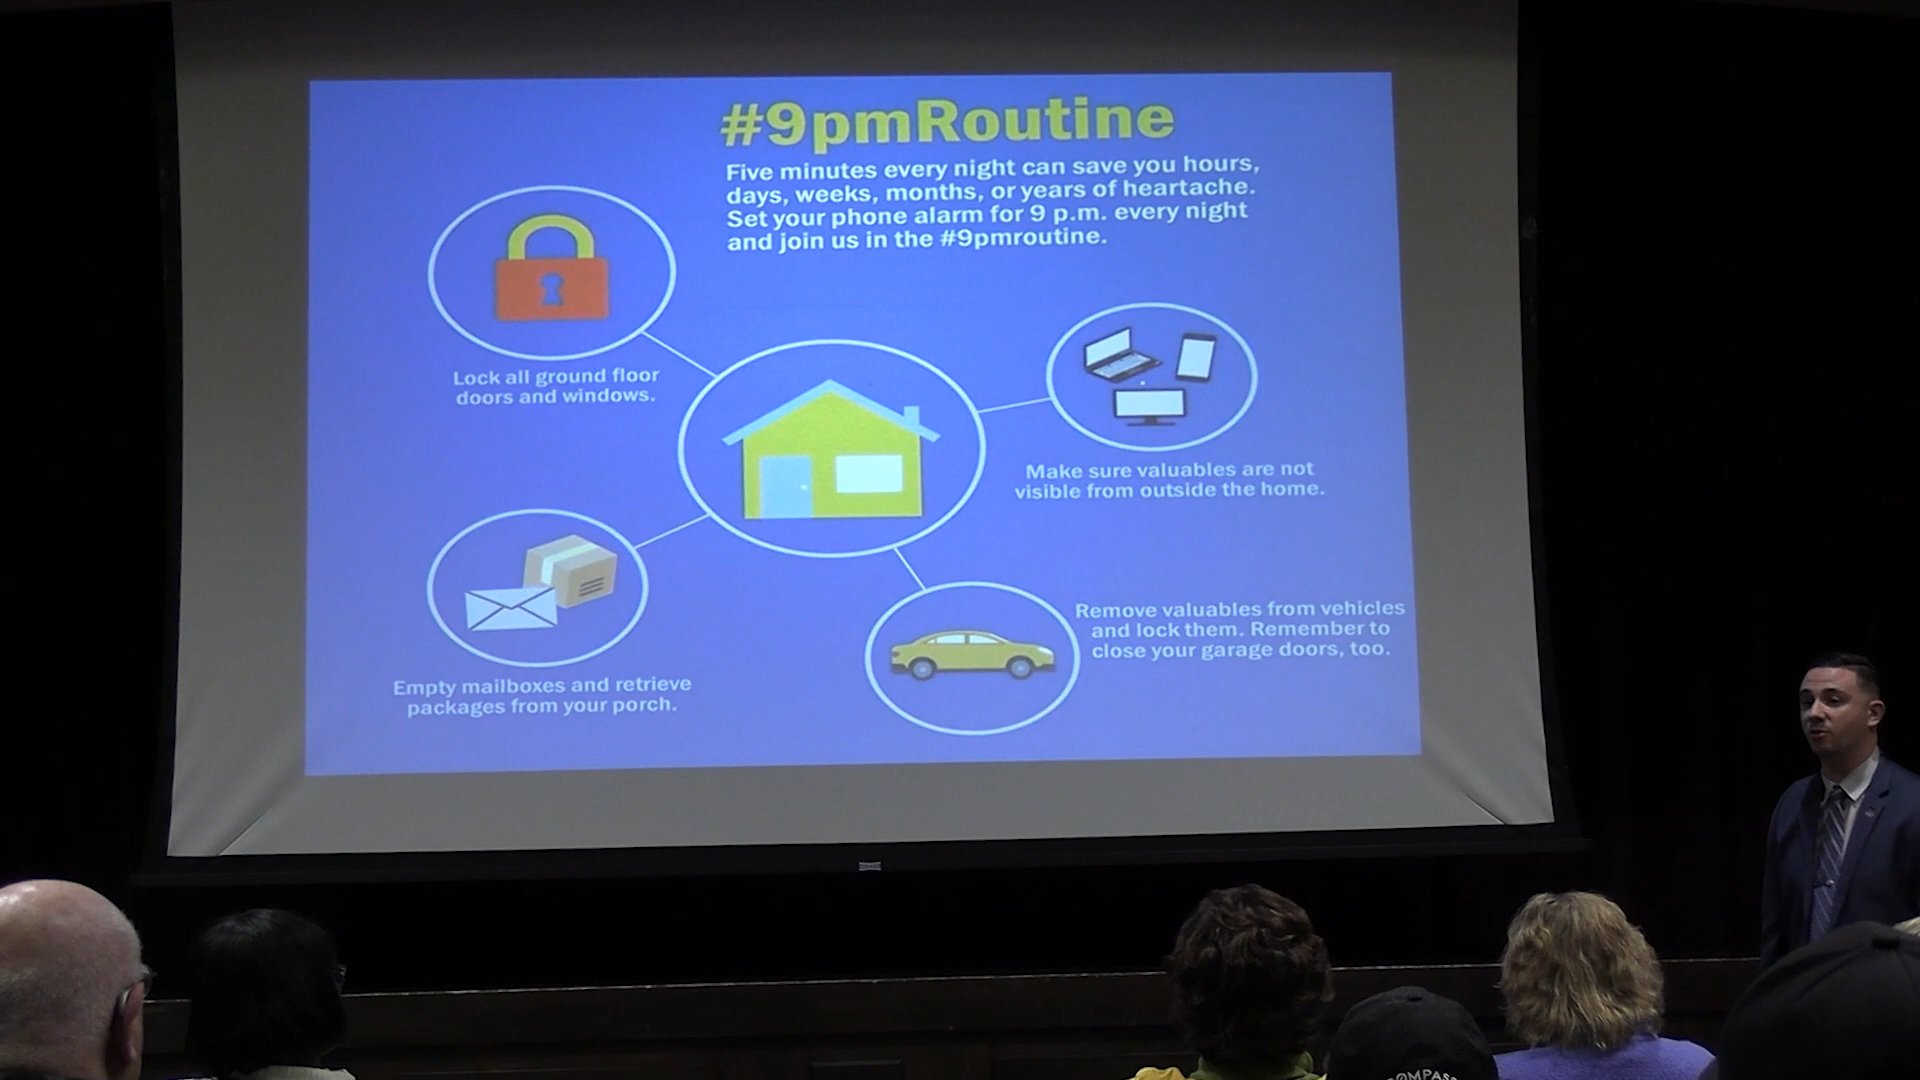 #9pmRoutine
Five minutes every night can save you hours,
days, weeks, months, or years of heartache.
Set your phone alarm for 9 p.m. every night
and join us in the #9pmroutine.
Lock all ground floor
doors and windows.
Make sure valuables are not
visible from outside the home.
Remove valuables from vehicles
and lock them. Remember to
close your garage doors, too.
Empty mailboxes and retrieve
packages from your porch.
OMPAS